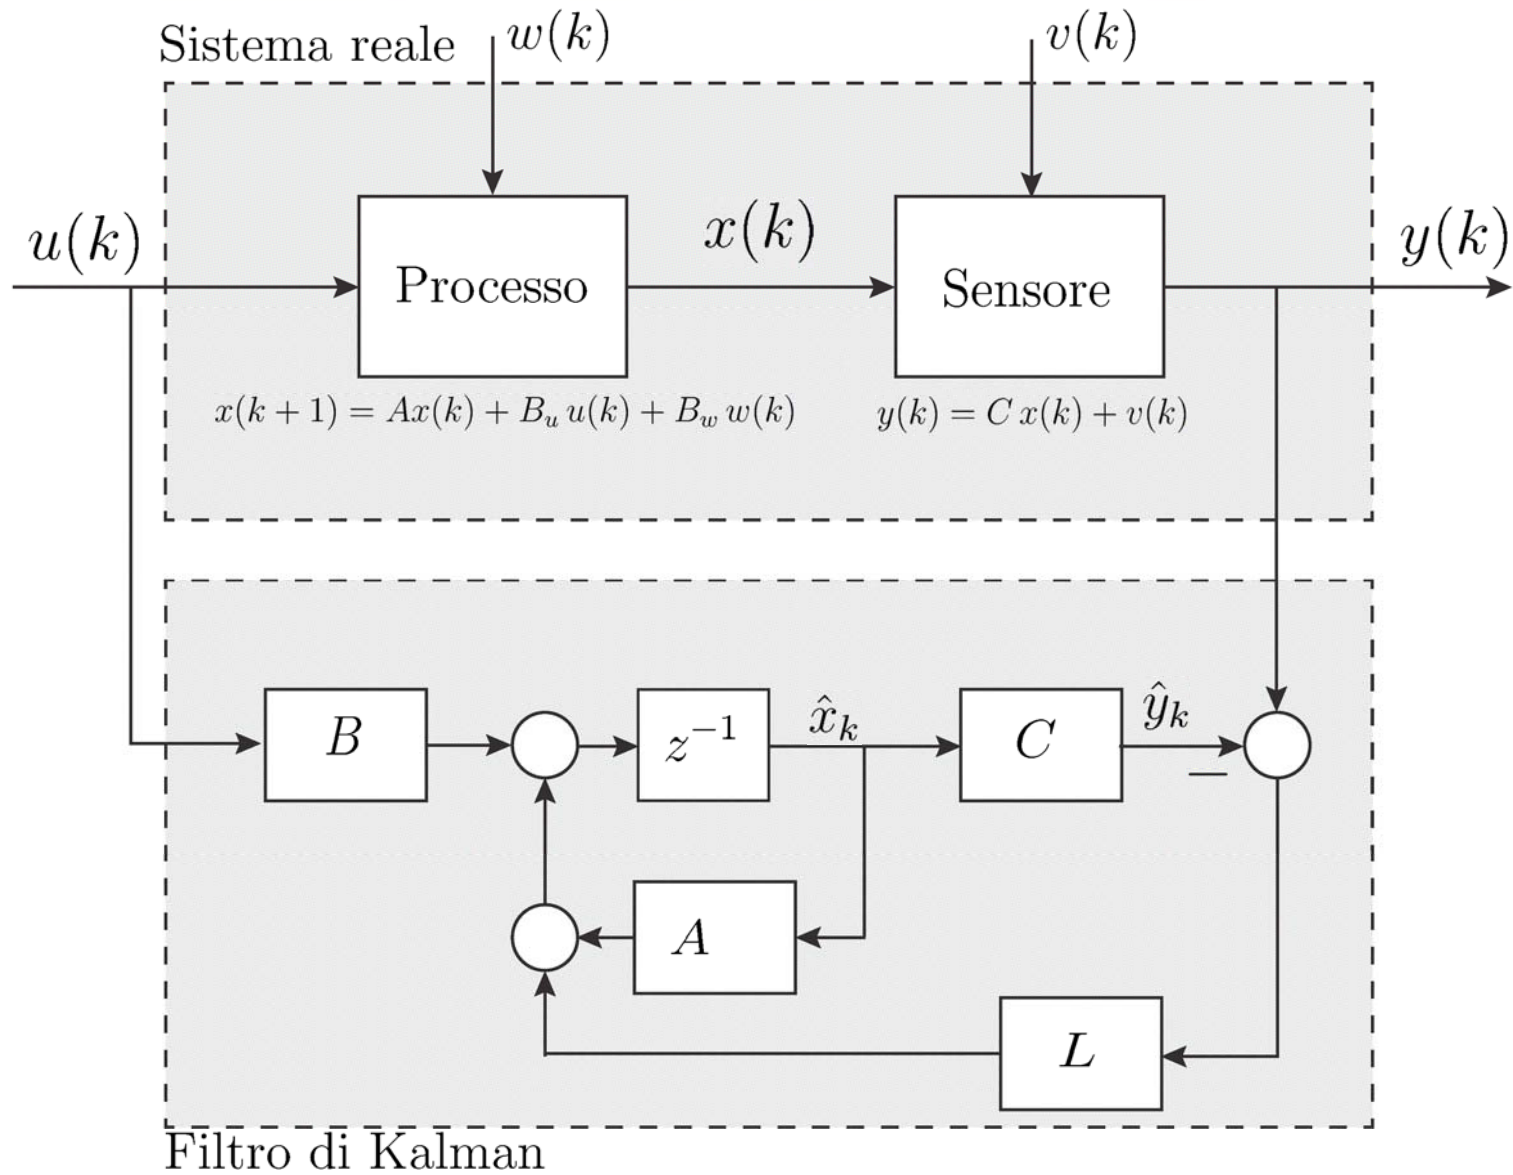 Sistema reale
w(k)
v(k)
u(k)
Processo
x(k)
Sensore
y(k)
x(k + 1) = Ax(k) + B_u u(k) + B_w w(k)
y(k) = C x(k) + v(k)
B
z^{-1}
x̂_k
C
ŷ_k
−
A
L
Filtro di Kalman